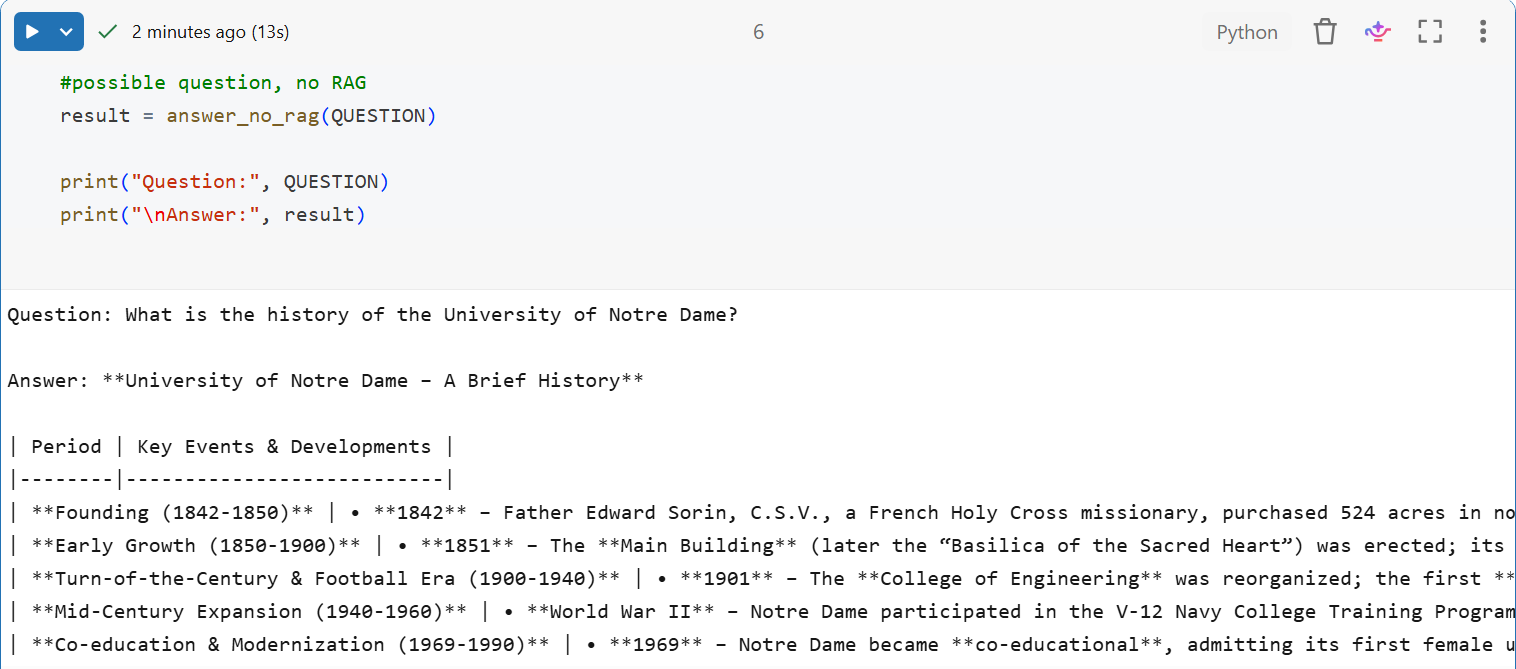 2 minutes ago (13s)
6
Python
#possible question, no RAG
result = answer_no_rag(QUESTION)
print("Question:", QUESTION)
print("\nAnswer:", result)
Question: What is the history of the University of Notre Dame?
Answer: **University of Notre Dame – A Brief History**
| Period | Key Events & Developments |
|--------|---------------------------|
| **Founding (1842-1850)** | • **1842** – Father Edward Sorin, C.S.V., a French Holy Cross missionary, purchased 524 acres in no
| **Early Growth (1850-1900)** | • **1851** – The **Main Building** (later the “Basilica of the Sacred Heart”) was erected; its
| **Turn-of-the-Century & Football Era (1900-1940)** | • **1901** – The **College of Engineering** was reorganized; the first **
| **Mid-Century Expansion (1940-1960)** | • **World War II** – Notre Dame participated in the V-12 Navy College Training Program
| **Co-education & Modernization (1969-1990)** | • **1969** – Notre Dame became **co-educational**, admitting its first female u